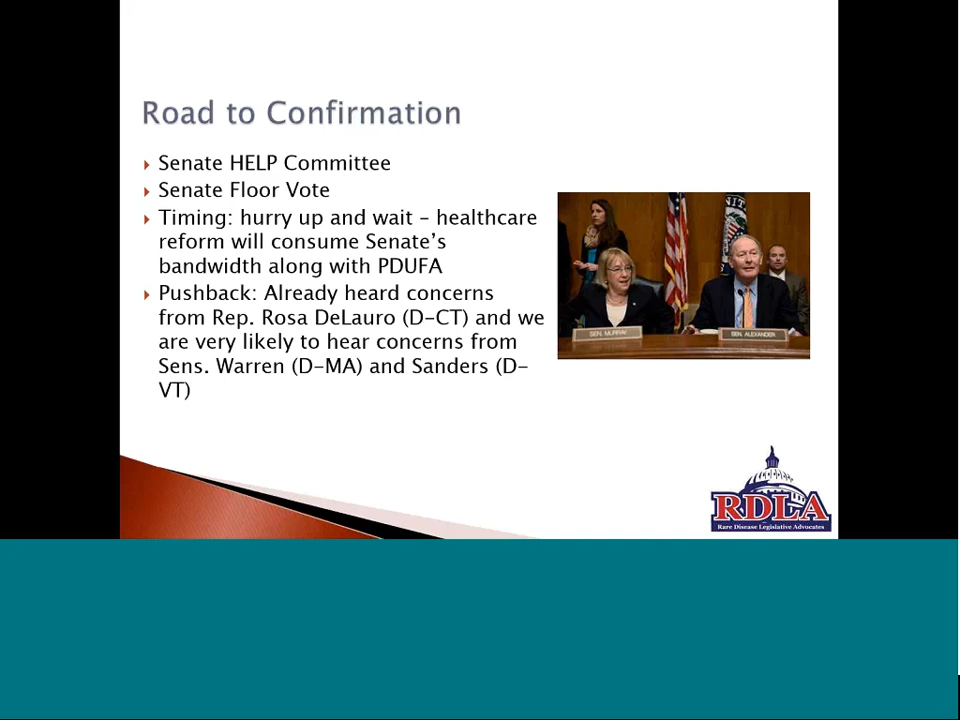 Road to Confirmation
Senate HELP Committee
Senate Floor Vote
Timing: hurry up and wait – healthcare
reform will consume Senate's
bandwidth along with PDUFA
Pushback: Already heard concerns
from Rep. Rosa DeLauro (D-CT) and we
are very likely to hear concerns from
Sens. Warren (D-MA) and Sanders (D-
VT)
SEN. MURRAY
SEN. ALEXANDER
RDLA
Rare Disease Legislative Advocates